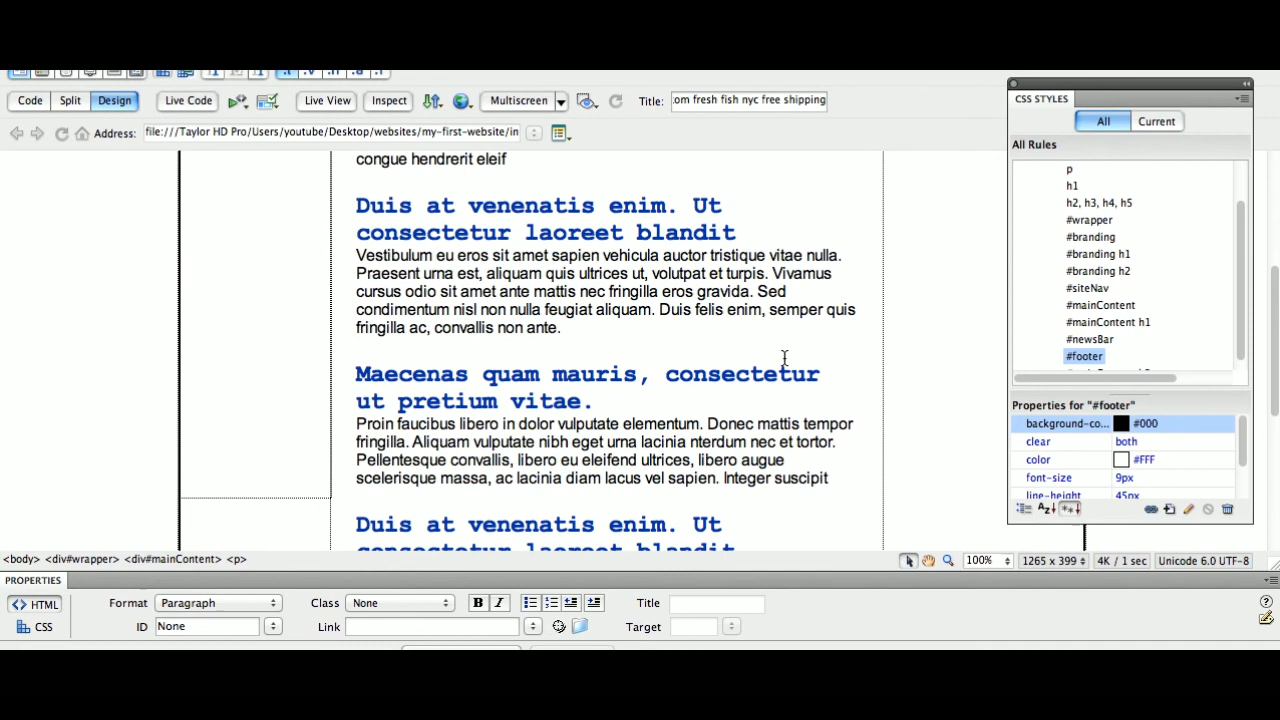 Code Split Design Live Code Live View Inspect Multiscreen Title: om fresh fish nyc free shipping
Address: file:///Taylor HD Pro/Users/youtube/Desktop/websites/my-first-website/in
congue hendrerit eleif
Duis at venenatis enim. Ut
consectetur laoreet blandit
Vestibulum eu eros sit amet sapien vehicula auctor tristique vitae nulla.
Praesent urna est, aliquam quis ultrices ut, volutpat et turpis. Vivamus
cursus odio sit amet ante mattis nec fringilla eros gravida. Sed
condimentum nisl non nulla feugiat aliquam. Duis felis enim, semper quis
fringilla ac, convallis non ante.
Maecenas quam mauris, consectetur
ut pretium vitae.
Proin faucibus libero in dolor vulputate elementum. Donec mattis tempor
fringilla. Aliquam vulputate nibh eget urna lacinia nterdum nec et tortor.
Pellentesque convallis, libero eu eleifend ultrices, libero augue
scelerisque massa, ac lacinia diam lacus vel sapien. Integer suscipit
Duis at venenatis enim. Ut
consectetur laoreet blandit
CSS STYLES
All Current
All Rules
p
h1
h2, h3, h4, h5
#wrapper
#branding
#branding h1
#branding h2
#siteNav
#mainContent
#mainContent h1
#newsBar
#footer
Properties for "#footer"
background-co... #000
clear both
color #FFF
font-size 9px
line-height 45px
<body> <div#wrapper> <div#mainContent> <p> 100% 1265 x 399 4K / 1 sec Unicode 6.0 UTF-8
PROPERTIES
HTML Format Paragraph Class None B I Title
CSS ID None Link Target